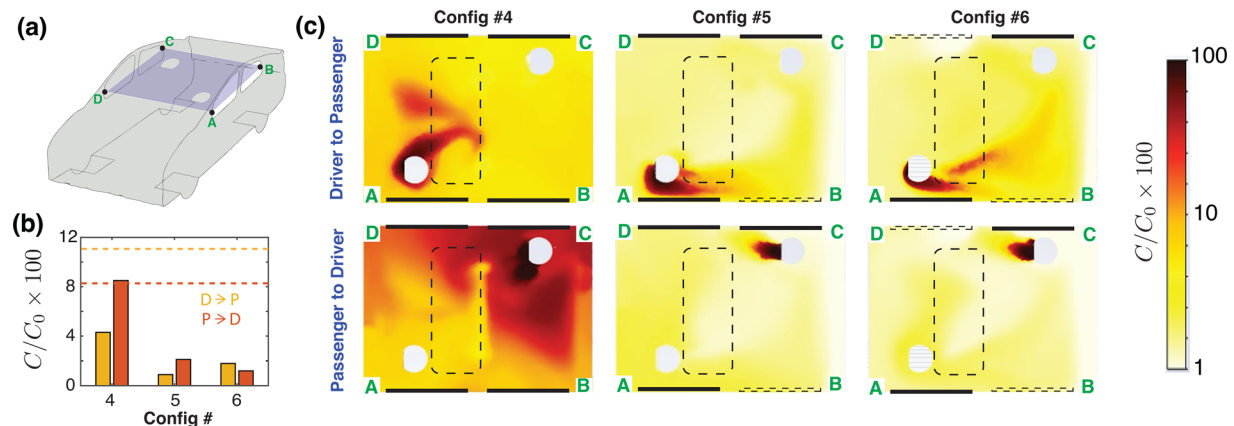 (a)
C
B
D
A
(b)
C/C₀ × 100
12
8
4
0
D → P
P → D
4 5 6
Config #
(c)
Config #4 Config #5 Config #6
Driver to Passenger
D C D C D C
A B A B A B
Passenger to Driver
D C D C D C
A B A B A B
C/C₀ × 100
100
10
1